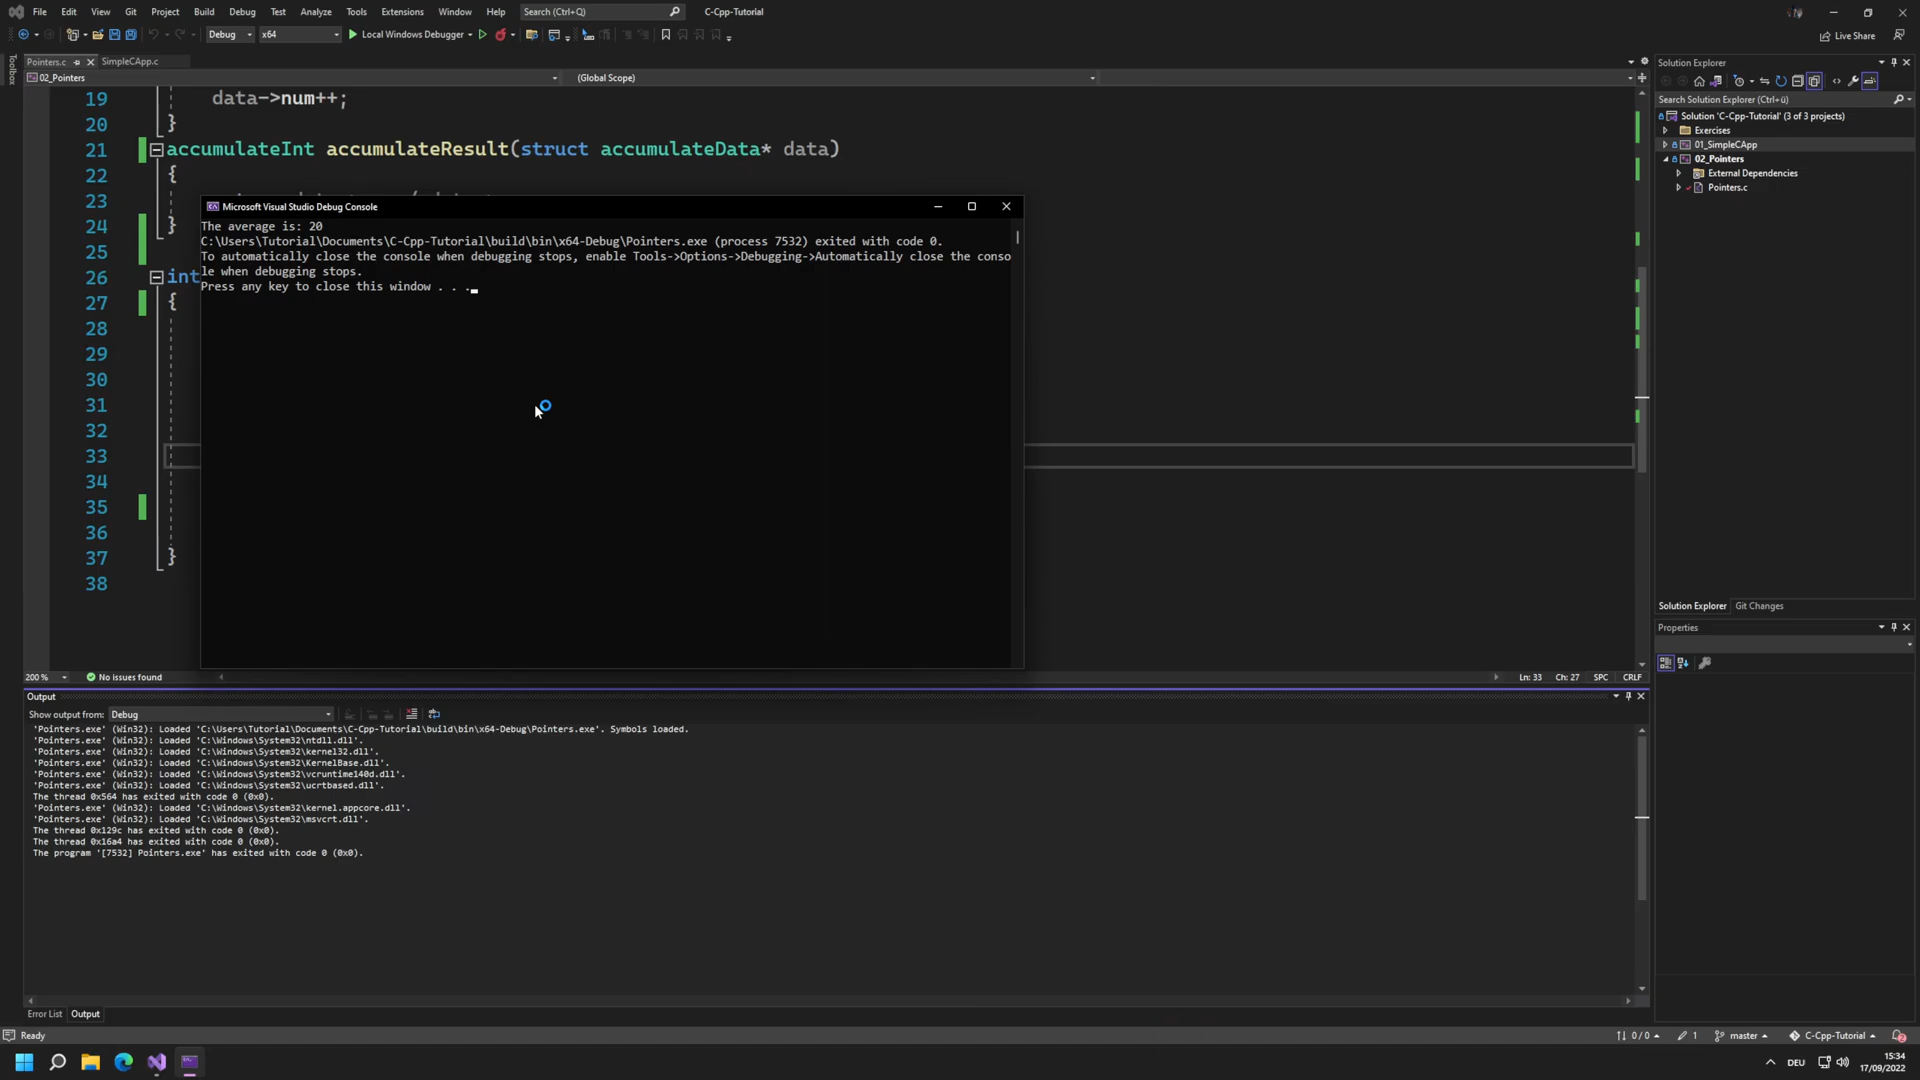 File Edit View Git Project Build Debug Test Analyze Tools Extensions Window Help Search (Ctrl+Q) C-Cpp-Tutorial
Debug x64 Local Windows Debugger Live Share
Toolbox
Pointers.c SimpleCApp.c
02_Pointers (Global Scope)
19 data->num++;
20 }
21 accumulateInt accumulateResult(struct accumulateData* data)
22 {
23
24 }
25
26 int
27 {
28
29
30
31
32
33
34
35
36
37 }
38
Microsoft Visual Studio Debug Console
The average is: 20
C:\Users\Tutorial\Documents\C-Cpp-Tutorial\build\bin\x64-Debug\Pointers.exe (process 7532) exited with code 0.
To automatically close the console when debugging stops, enable Tools->Options->Debugging->Automatically close the conso
le when debugging stops.
Press any key to close this window . . .
200 % No issues found Ln: 33 Ch: 27 SPC CRLF
Output
Show output from: Debug
'Pointers.exe' (Win32): Loaded 'C:\Users\Tutorial\Documents\C-Cpp-Tutorial\build\bin\x64-Debug\Pointers.exe'. Symbols loaded.
'Pointers.exe' (Win32): Loaded 'C:\Windows\System32\ntdll.dll'.
'Pointers.exe' (Win32): Loaded 'C:\Windows\System32\kernel32.dll'.
'Pointers.exe' (Win32): Loaded 'C:\Windows\System32\KernelBase.dll'.
'Pointers.exe' (Win32): Loaded 'C:\Windows\System32\vcruntime140d.dll'.
'Pointers.exe' (Win32): Loaded 'C:\Windows\System32\ucrtbased.dll'.
The thread 0x564 has exited with code 0 (0x0).
'Pointers.exe' (Win32): Loaded 'C:\Windows\System32\kernel.appcore.dll'.
'Pointers.exe' (Win32): Loaded 'C:\Windows\System32\msvcrt.dll'.
The thread 0x129c has exited with code 0 (0x0).
The thread 0x16a4 has exited with code 0 (0x0).
The program '[7532] Pointers.exe' has exited with code 0 (0x0).
Error List Output
Solution Explorer
Search Solution Explorer (Ctrl+ü)
Solution 'C-Cpp-Tutorial' (3 of 3 projects)
Exercises
01_SimpleCApp
02_Pointers
External Dependencies
Pointers.c
Solution Explorer Git Changes
Properties
Ready 0 / 0 1 master C-Cpp-Tutorial 2
DEU 15:34
17/09/2022